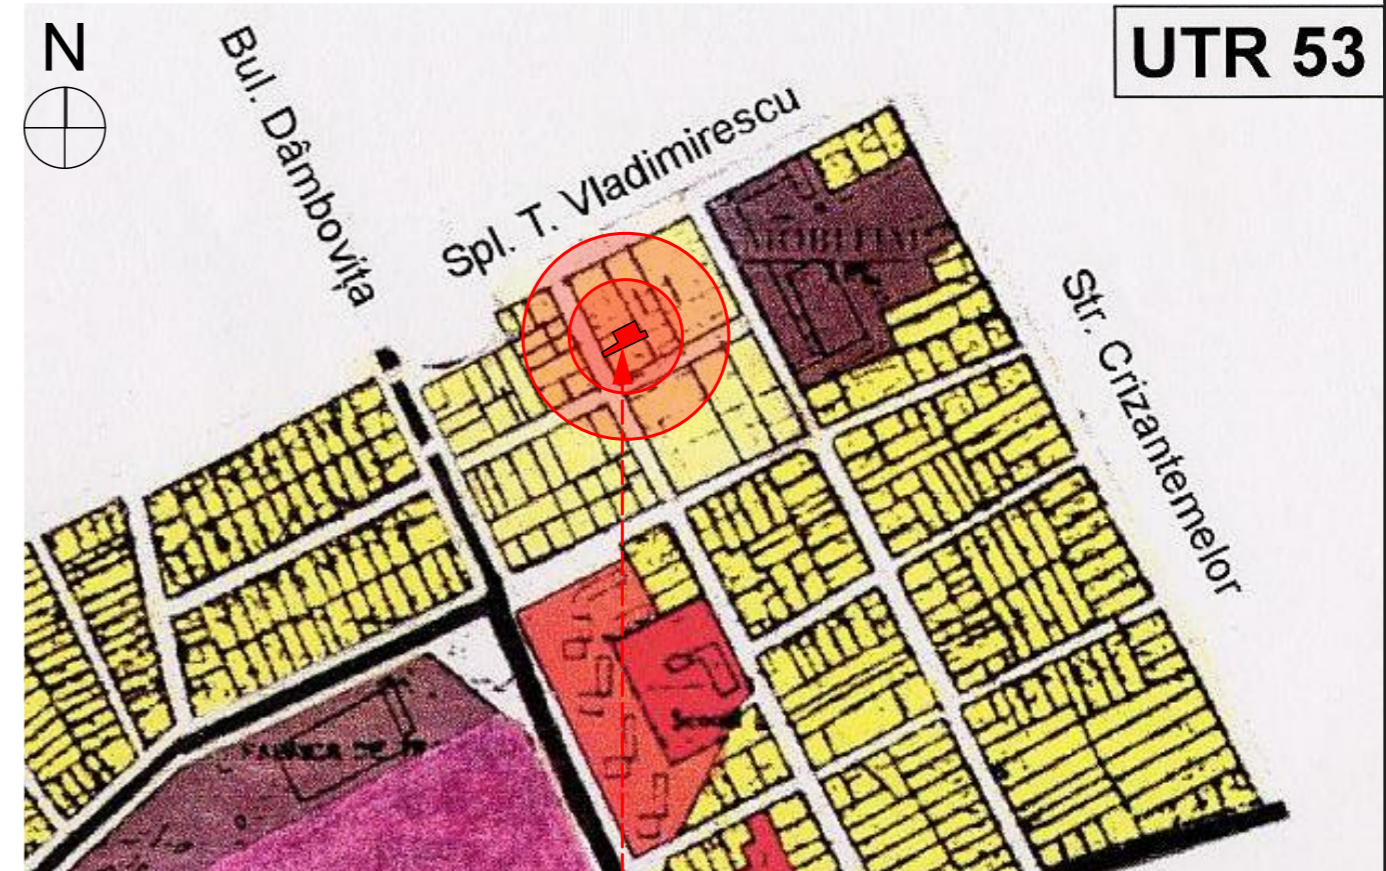 N
UTR 53
Bul. Dâmbovița
Spl. T. Vladimirescu
Str. Crizantemelor